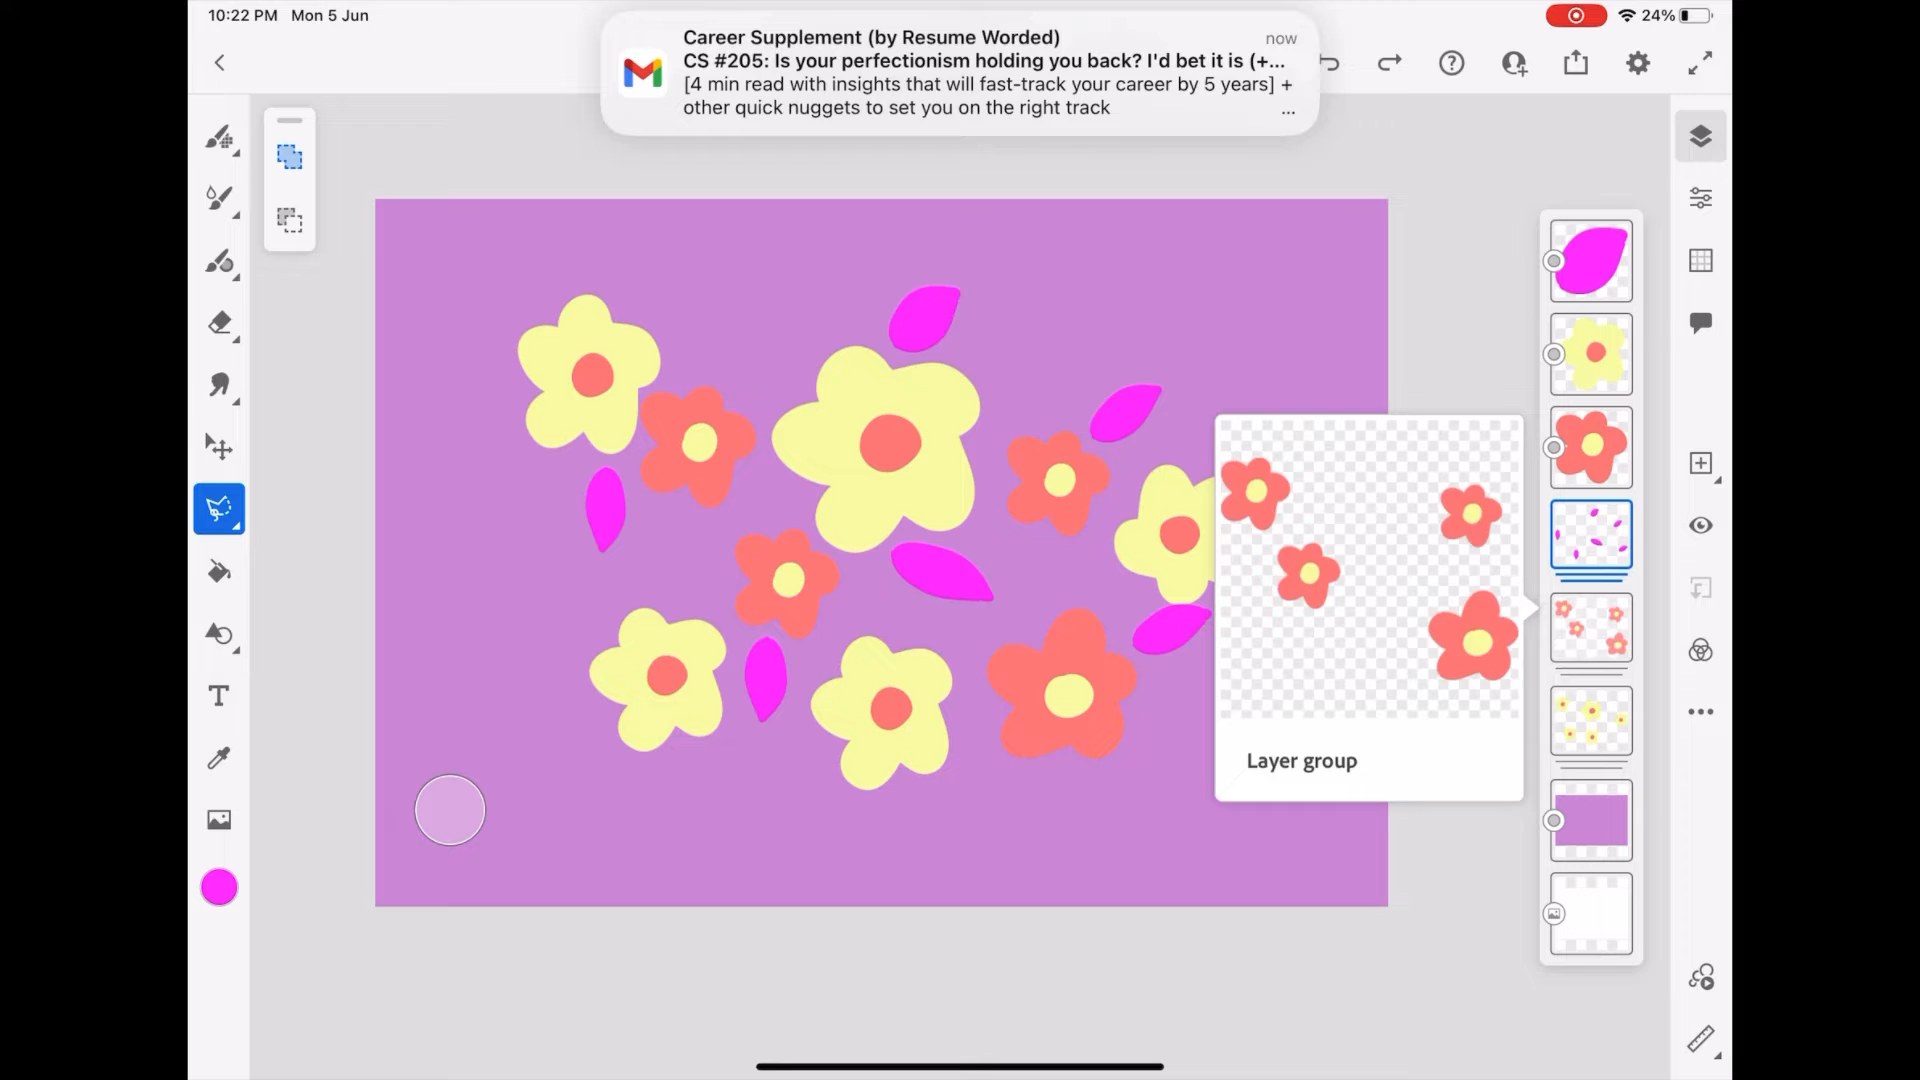 10:22 PM Mon 5 Jun
24%
Career Supplement (by Resume Worded)
now
CS #205: Is your perfectionism holding you back? I'd bet it is (+...
[4 min read with insights that will fast-track your career by 5 years] +
other quick nuggets to set you on the right track
...
Layer group